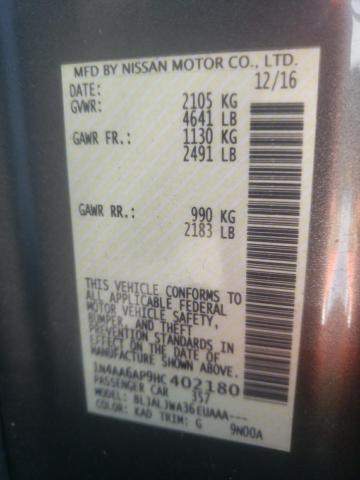 MFD BY NISSAN MOTOR CO., LTD.
DATE: 12/16
GVWR: 2105 KG
4641 LB
GAWR FR.: 1130 KG
2491 LB
GAWR RR.: 990 KG
2183 LB
THIS VEHICLE CONFORMS TO
ALL APPLICABLE FEDERAL
MOTOR VEHICLE SAFETY,
BUMPER, AND THEFT
PREVENTION STANDARDS IN
EFFECT ON THE DATE OF
MANUFACTURE SHOWN ABOVE.
1N4AA6AP9HC 402180
PASSENGER CAR 357
MODEL: BLJALJWA36EUAAA---
COLOR: KAD TRIM: G 9N00A